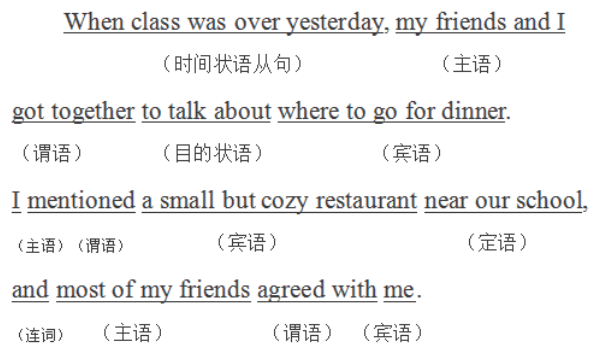 When class was over yesterday, my friends and I
（时间状语从句） （主语）
got together to talk about where to go for dinner.
（谓语） （目的状语） （宾语）
I mentioned a small but cozy restaurant near our school,
（主语）（谓语） （宾语） （定语）
and most of my friends agreed with me.
（连词） （主语） （谓语） （宾语）